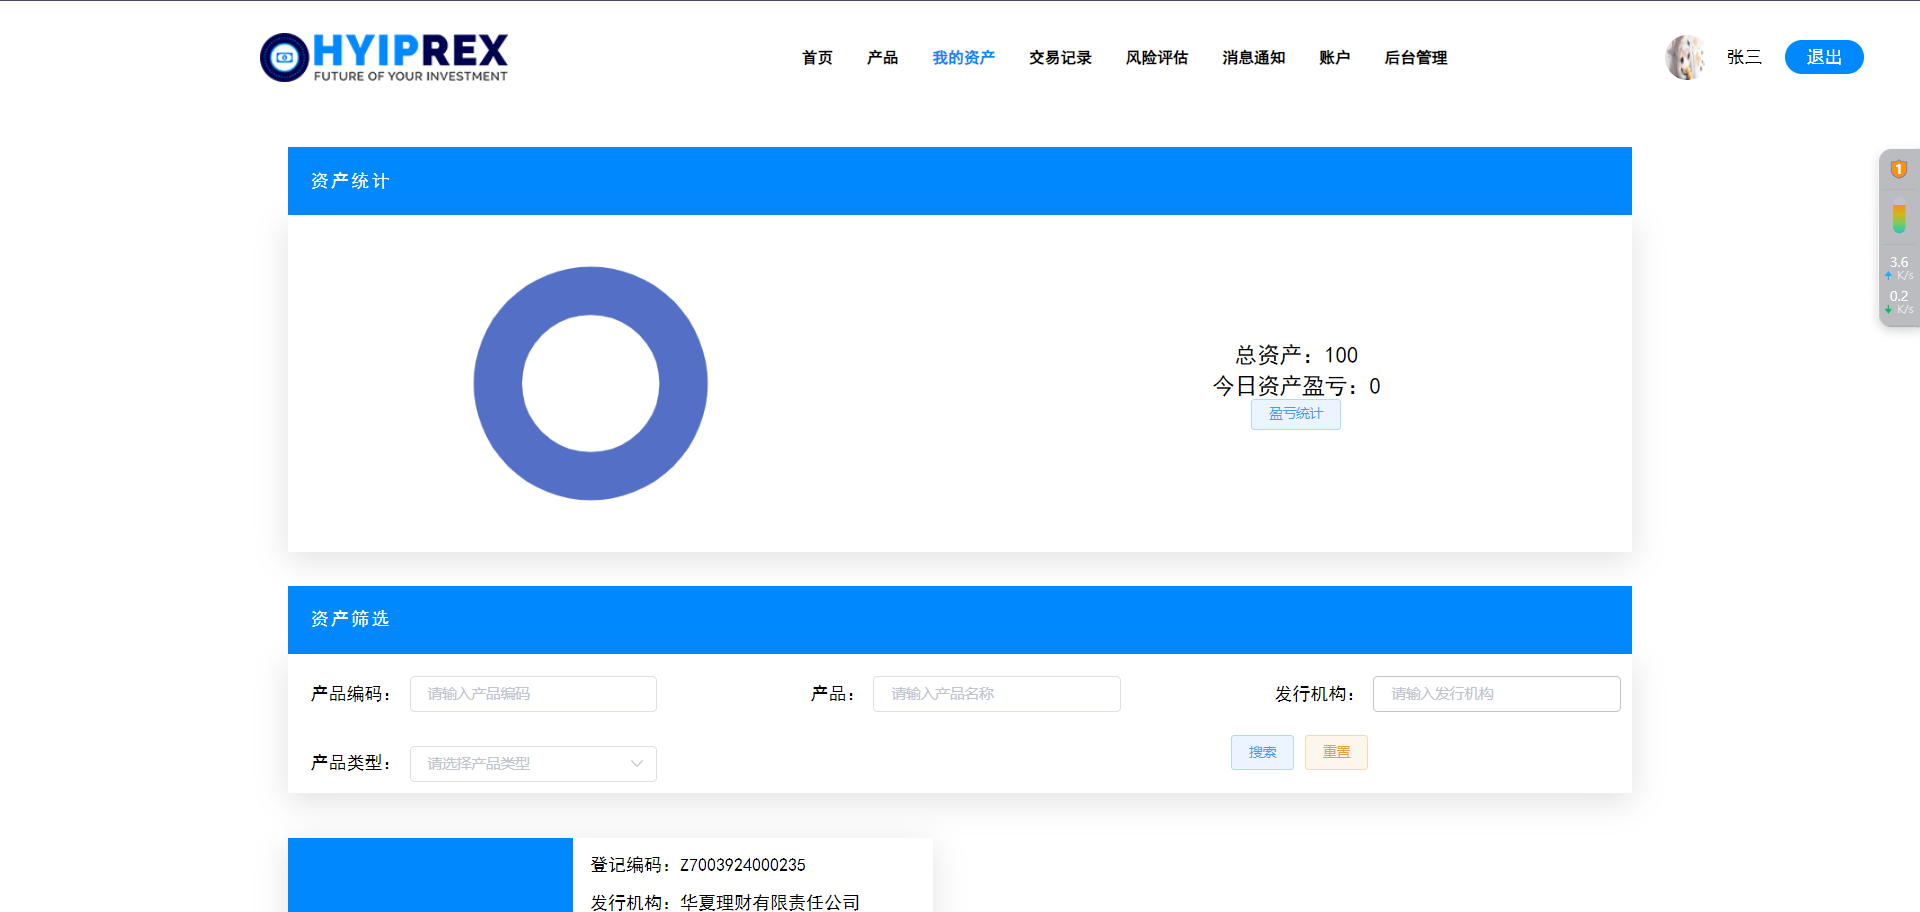 HYIPREX
FUTURE OF YOUR INVESTMENT
首页 产品 我的资产 交易记录 风险评估 消息通知 账户 后台管理
张三 退出
资产统计
1
3.6
K/s
0.2
K/s
总资产：100
今日资产盈亏：0
盈亏统计
资产筛选
产品编码： 请输入产品编码 产品： 请输入产品名称 发行机构： 请输入发行机构
产品类型： 请选择产品类型 搜索 重置
登记编码：Z7003924000235
发行机构：华夏理财有限责任公司